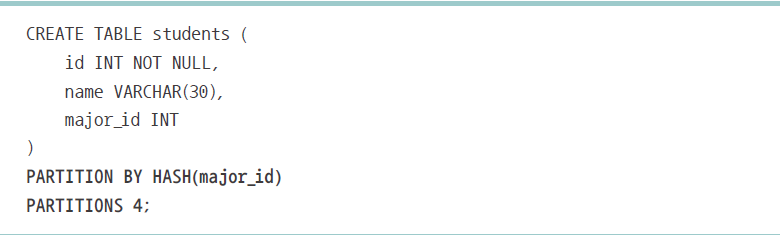 CREATE TABLE students (
    id INT NOT NULL,
    name VARCHAR(30),
    major_id INT
)
PARTITION BY HASH(major_id)
PARTITIONS 4;